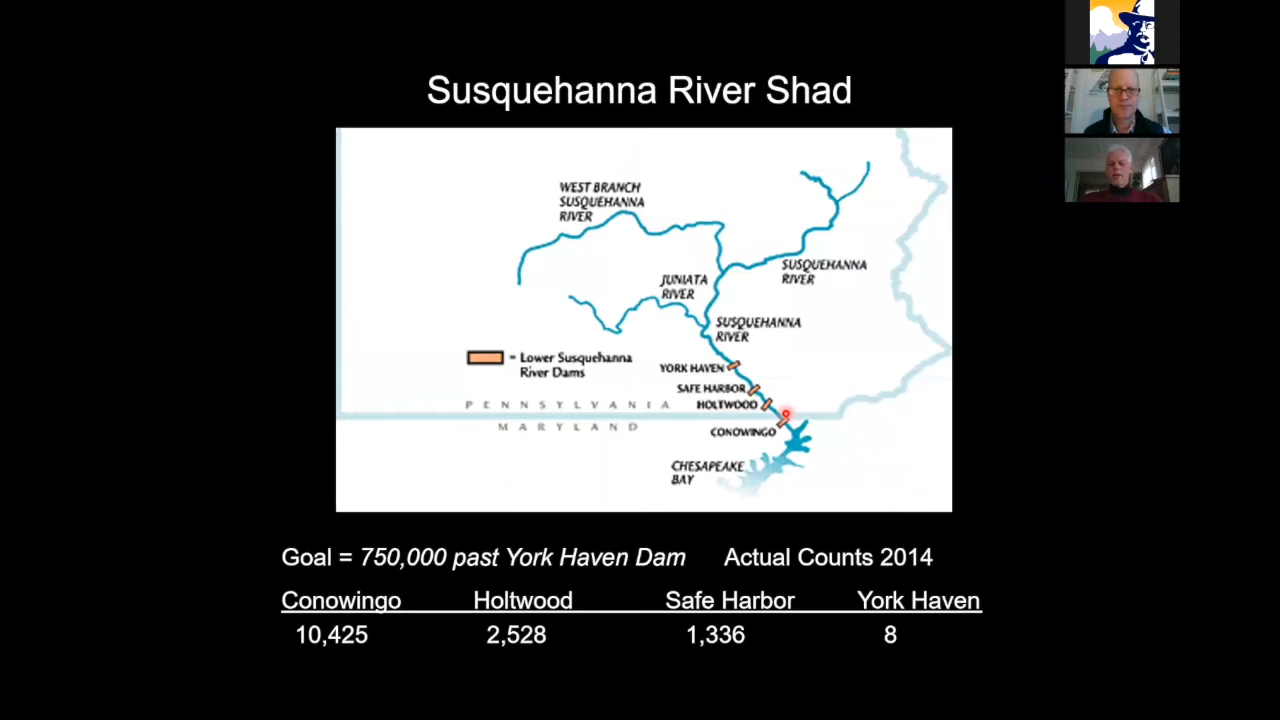 Susquehanna River Shad
WEST BRANCH
SUSQUEHANNA
RIVER
SUSQUEHANNA
RIVER
JUNIATA
RIVER
SUSQUEHANNA
RIVER
= Lower Susquehanna
River Dams
YORK HAVEN
SAFE HARBOR
PENNSYLVANIA
HOLTWOOD
MARYLAND
CONOWINGO
CHESAPEAKE
BAY
Goal = 750,000 past York Haven Dam Actual Counts 2014
Conowingo Holtwood Safe Harbor York Haven
10,425 2,528 1,336 8